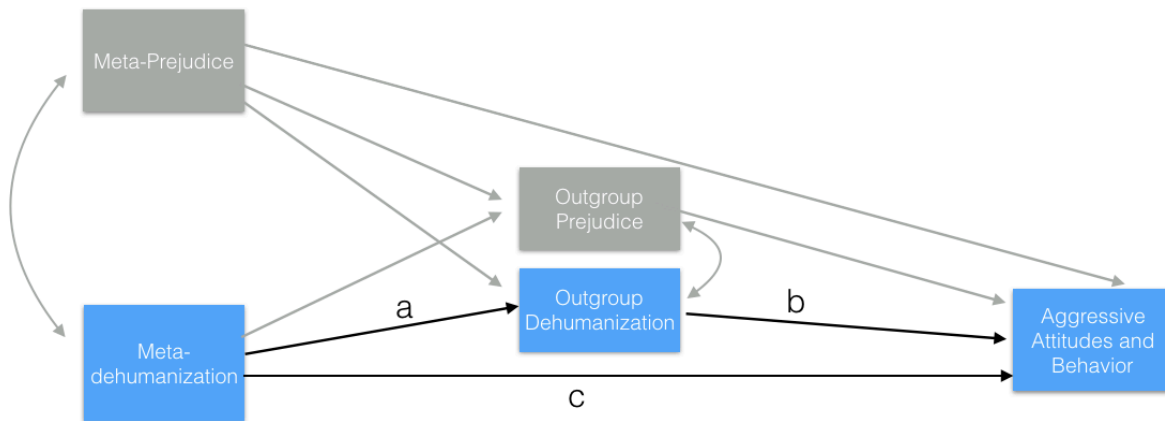 Meta-Prejudice
Outgroup
Prejudice
a
Outgroup
Dehumanization
b
Meta-
dehumanization
Aggressive
Attitudes and
Behavior
c